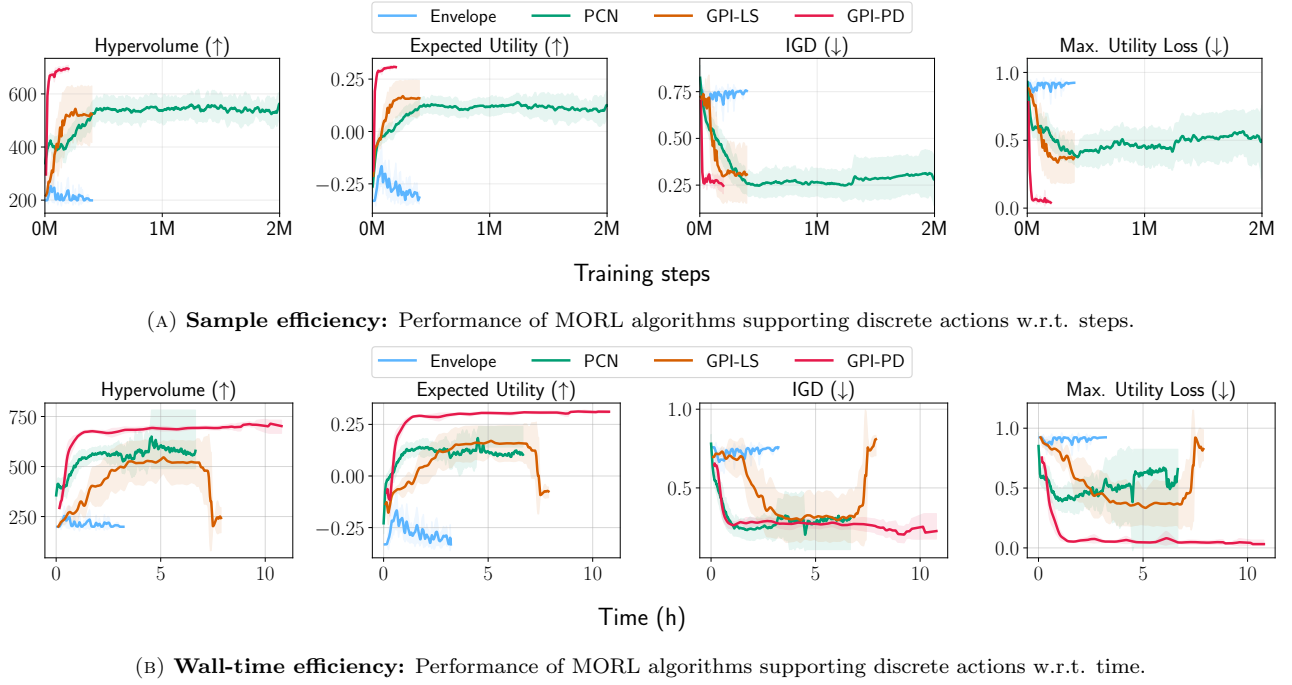 Envelope PCN GPI-LS GPI-PD
Hypervolume (↑) Expected Utility (↑) IGD (↓) Max. Utility Loss (↓)
600
400
200
0M 1M 2M
0.25
0.00
−0.25
0M 1M 2M
0.75
0.50
0.25
0M 1M 2M
1.0
0.5
0.0
0M 1M 2M
Training steps
(A) Sample efficiency: Performance of MORL algorithms supporting discrete actions w.r.t. steps.
Envelope PCN GPI-LS GPI-PD
Hypervolume (↑) Expected Utility (↑) IGD (↓) Max. Utility Loss (↓)
750
500
250
0 5 10
0.25
0.00
−0.25
0 5 10
1.0
0.5
0 5 10
1.0
0.5
0.0
0 5 10
Time (h)
(B) Wall-time efficiency: Performance of MORL algorithms supporting discrete actions w.r.t. time.